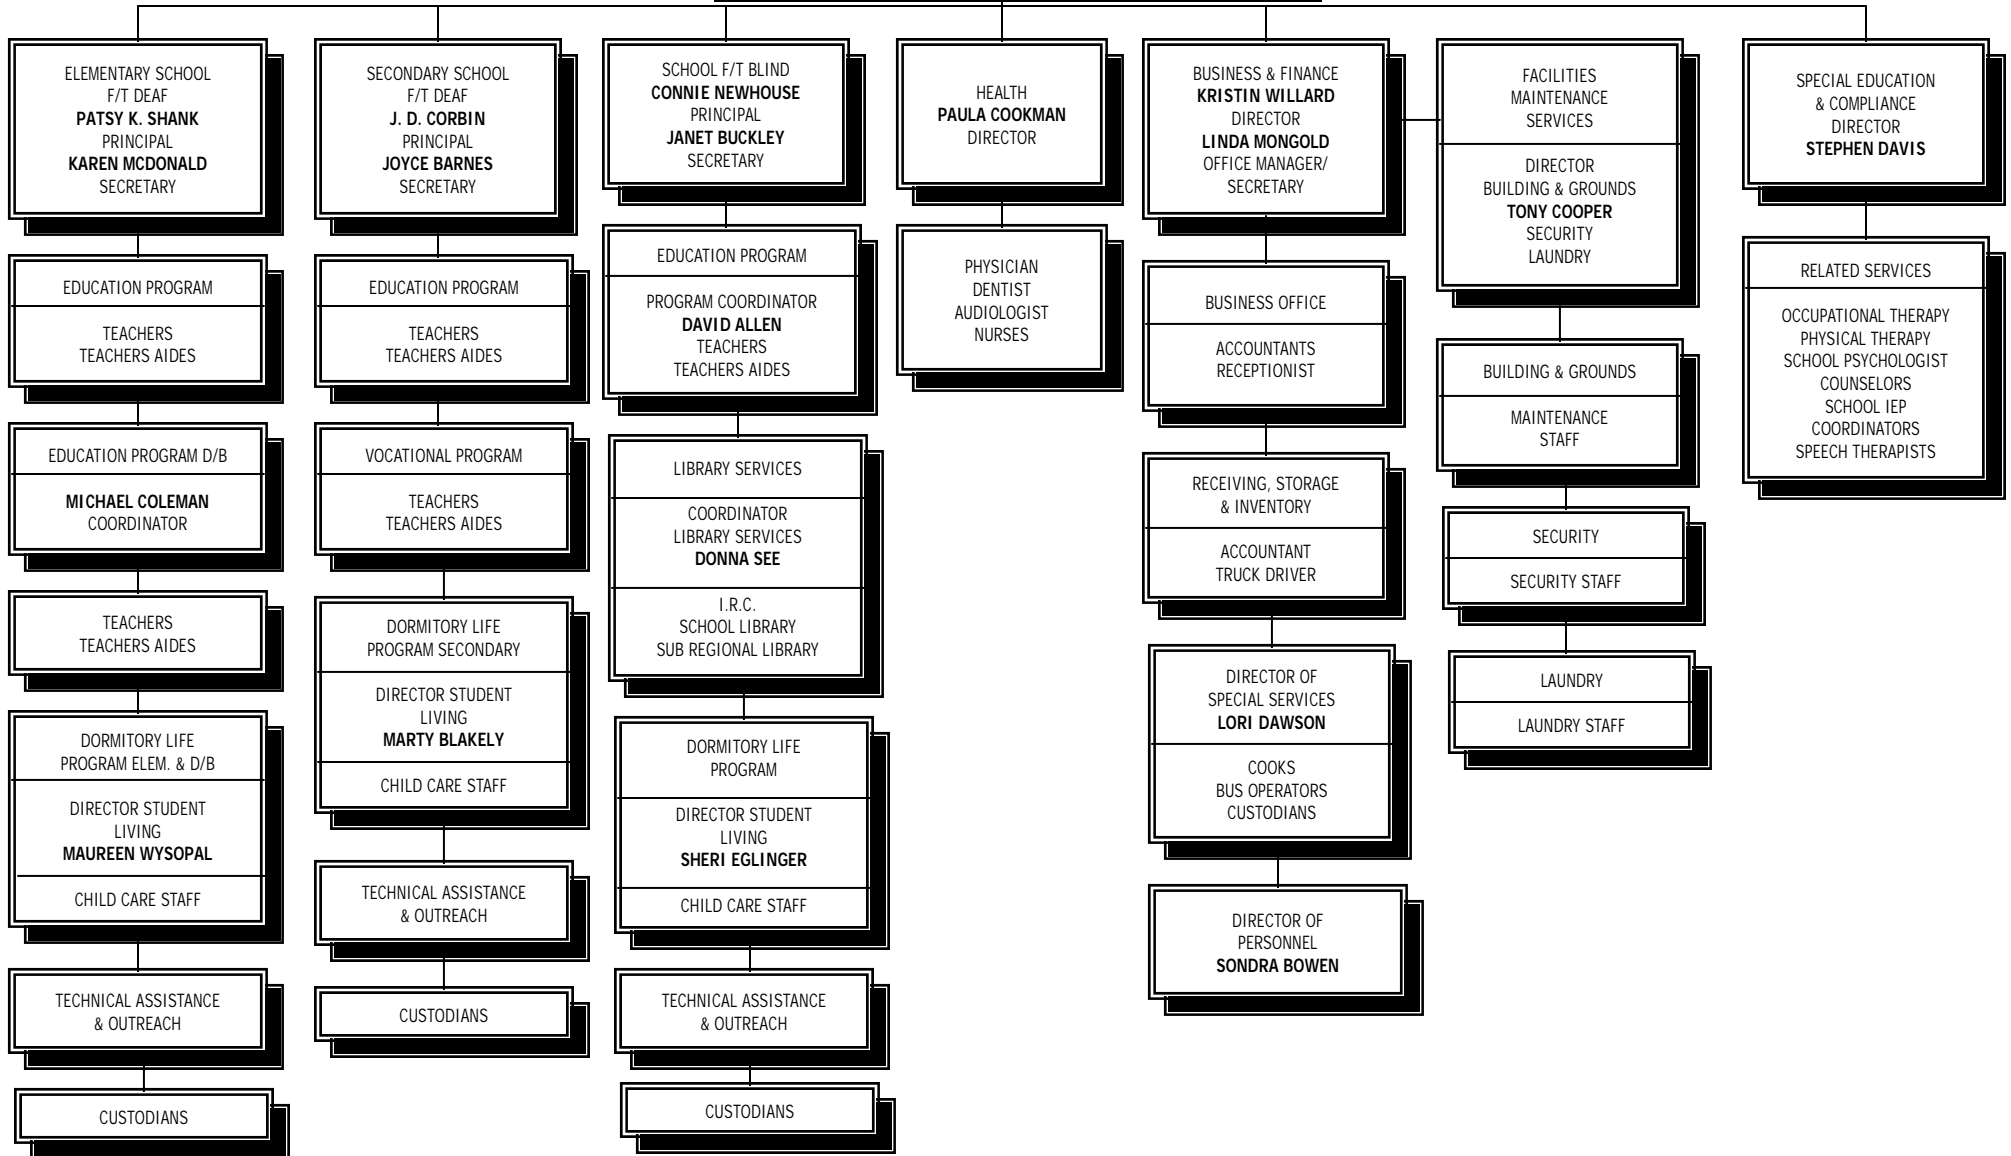 ELEMENTARY SCHOOL
F/T DEAF
PATSY K. SHANK
PRINCIPAL
KAREN MCDONALD
SECRETARY
EDUCATION PROGRAM
TEACHERS
TEACHERS AIDES
EDUCATION PROGRAM D/B
MICHAEL COLEMAN
COORDINATOR
TEACHERS
TEACHERS AIDES
DORMITORY LIFE
PROGRAM ELEM. & D/B
DIRECTOR STUDENT
LIVING
MAUREEN WYSOPAL
CHILD CARE STAFF
TECHNICAL ASSISTANCE
& OUTREACH
CUSTODIANS
SECONDARY SCHOOL
F/T DEAF
J. D. CORBIN
PRINCIPAL
JOYCE BARNES
SECRETARY
EDUCATION PROGRAM
TEACHERS
TEACHERS AIDES
VOCATIONAL PROGRAM
TEACHERS
TEACHERS AIDES
DORMITORY LIFE
PROGRAM SECONDARY
DIRECTOR STUDENT
LIVING
MARTY BLAKELY
CHILD CARE STAFF
TECHNICAL ASSISTANCE
& OUTREACH
CUSTODIANS
SCHOOL F/T BLIND
CONNIE NEWHOUSE
PRINCIPAL
JANET BUCKLEY
SECRETARY
EDUCATION PROGRAM
PROGRAM COORDINATOR
DAVID ALLEN
TEACHERS
TEACHERS AIDES
LIBRARY SERVICES
COORDINATOR
LIBRARY SERVICES
DONNA SEE
I.R.C.
SCHOOL LIBRARY
SUB REGIONAL LIBRARY
DORMITORY LIFE
PROGRAM
DIRECTOR STUDENT
LIVING
SHERI EGLINGER
CHILD CARE STAFF
TECHNICAL ASSISTANCE
& OUTREACH
CUSTODIANS
HEALTH
PAULA COOKMAN
DIRECTOR
PHYSICIAN
DENTIST
AUDIOLOGIST
NURSES
BUSINESS & FINANCE
KRISTIN WILLARD
DIRECTOR
LINDA MONGOLD
OFFICE MANAGER/
SECRETARY
BUSINESS OFFICE
ACCOUNTANTS
RECEPTIONIST
RECEIVING, STORAGE
& INVENTORY
ACCOUNTANT
TRUCK DRIVER
DIRECTOR OF
SPECIAL SERVICES
LORI DAWSON
COOKS
BUS OPERATORS
CUSTODIANS
DIRECTOR OF
PERSONNEL
SONDRA BOWEN
FACILITIES
MAINTENANCE
SERVICES
DIRECTOR
BUILDING & GROUNDS
TONY COOPER
SECURITY
LAUNDRY
BUILDING & GROUNDS
MAINTENANCE
STAFF
SECURITY
SECURITY STAFF
LAUNDRY
LAUNDRY STAFF
SPECIAL EDUCATION
& COMPLIANCE
DIRECTOR
STEPHEN DAVIS
RELATED SERVICES
OCCUPATIONAL THERAPY
PHYSICAL THERAPY
SCHOOL PSYCHOLOGIST
COUNSELORS
SCHOOL IEP
COORDINATORS
SPEECH THERAPISTS